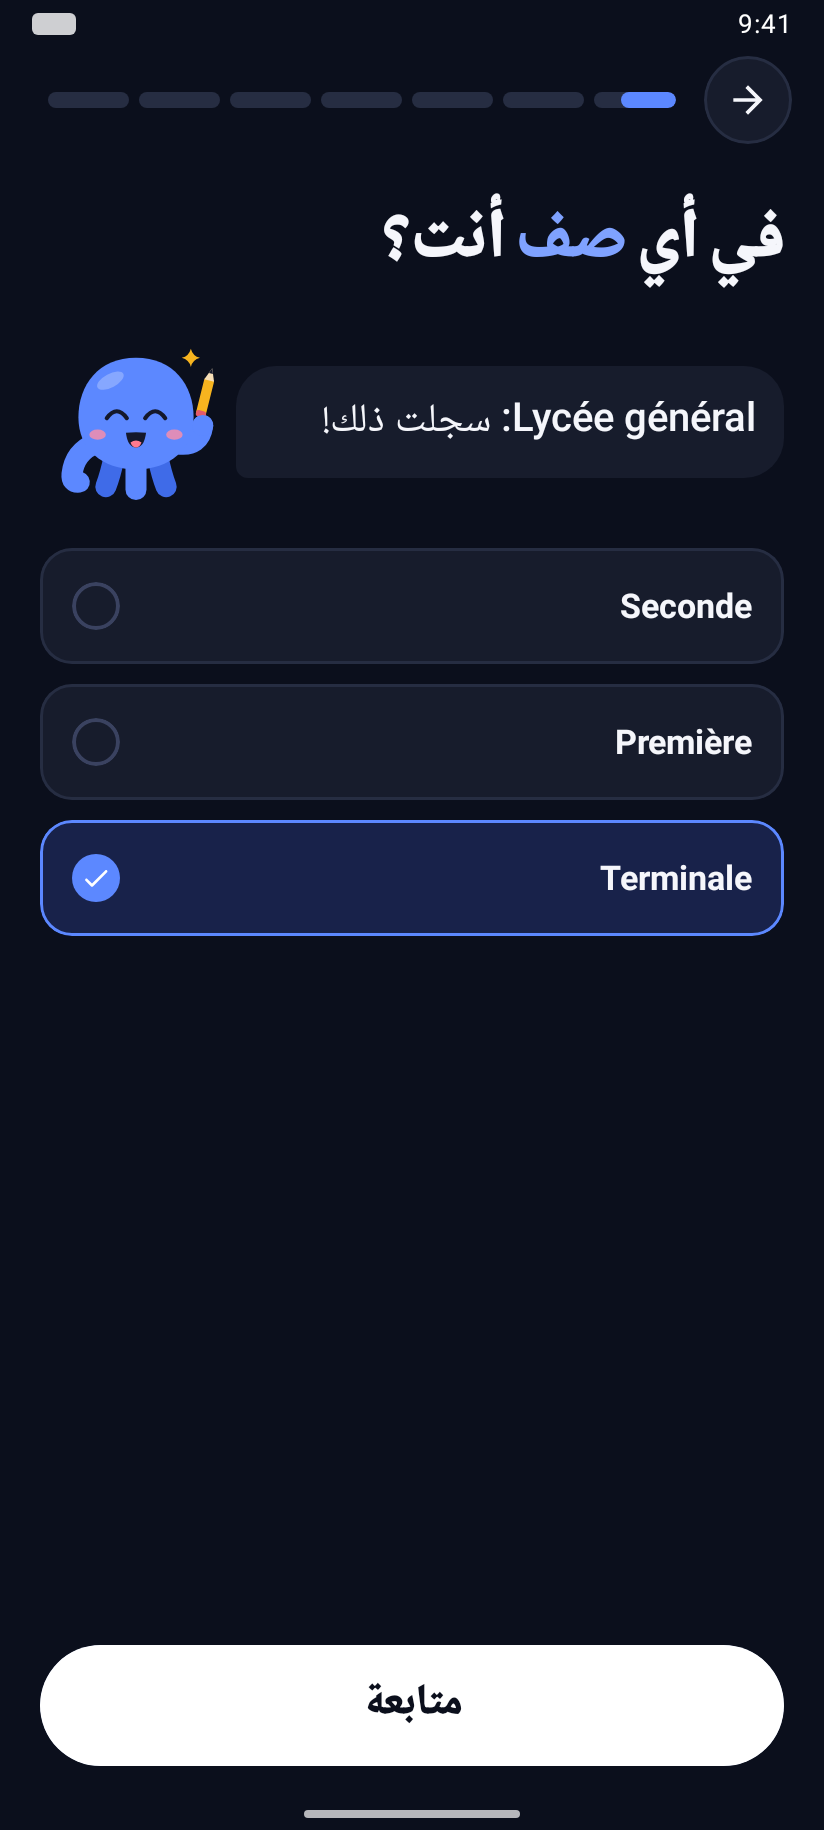 9:41
في أي صف أنت؟
Lycée général: سجلت ذلك!
Seconde
Première
Terminale
متابعة